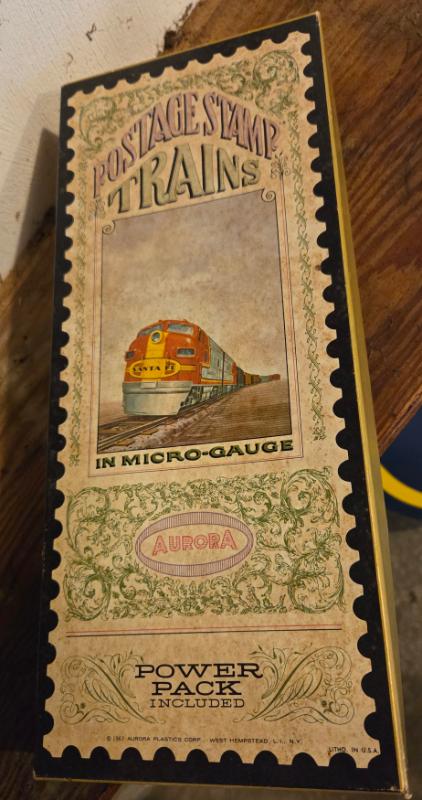 POSTAGE STAMP
TRAINS
SANTA FE
IN MICRO-GAUGE
AURORA
POWER
PACK
INCLUDED
© 1967 AURORA PLASTICS CORP. WEST HEMPSTEAD, L.I., N.Y.
LITHO. IN U.S.A.